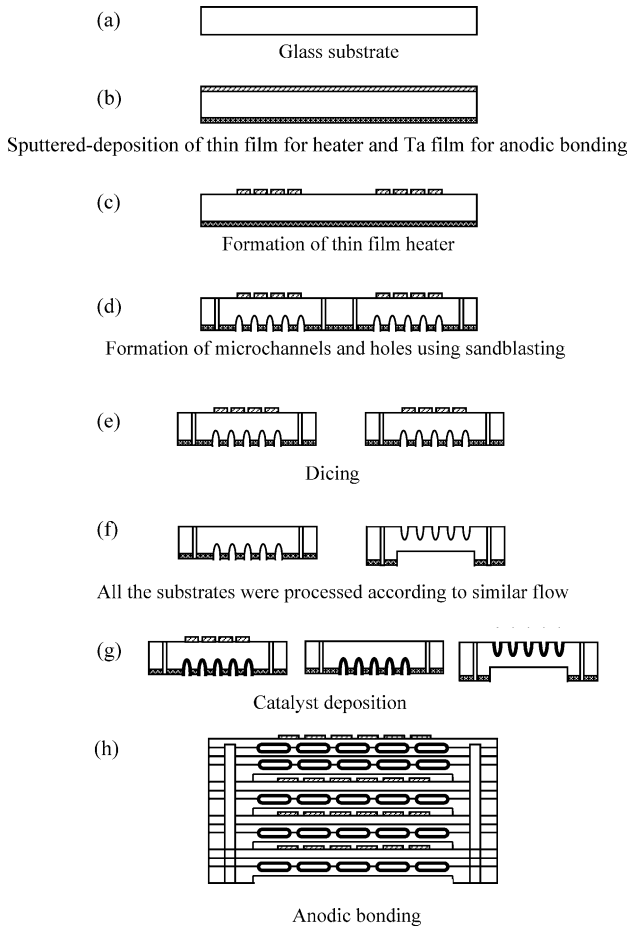 (a)
Glass substrate
(b)
Sputtered-deposition of thin film for heater and Ta film for anodic bonding
(c)
Formation of thin film heater
(d)
Formation of microchannels and holes using sandblasting
(e)
Dicing
(f)
All the substrates were processed according to similar flow
(g)
Catalyst deposition
(h)
Anodic bonding